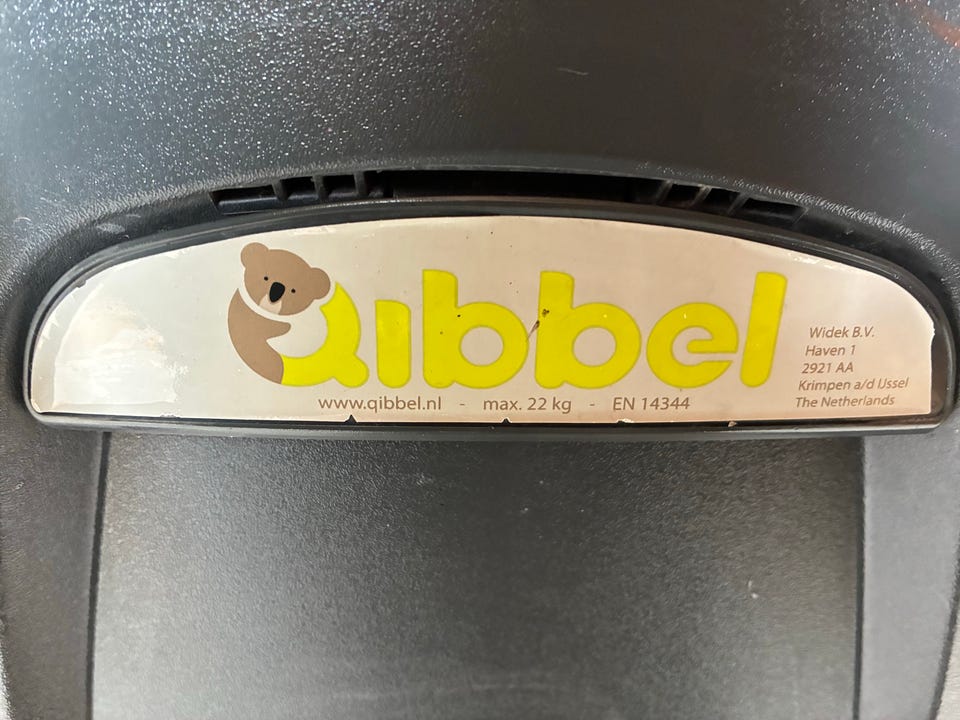 Qibbel
www.qibbel.nl - max. 22 kg - EN 14344
Widek B.V.
Haven 1
2921 AA
Krimpen a/d IJssel
The Netherlands